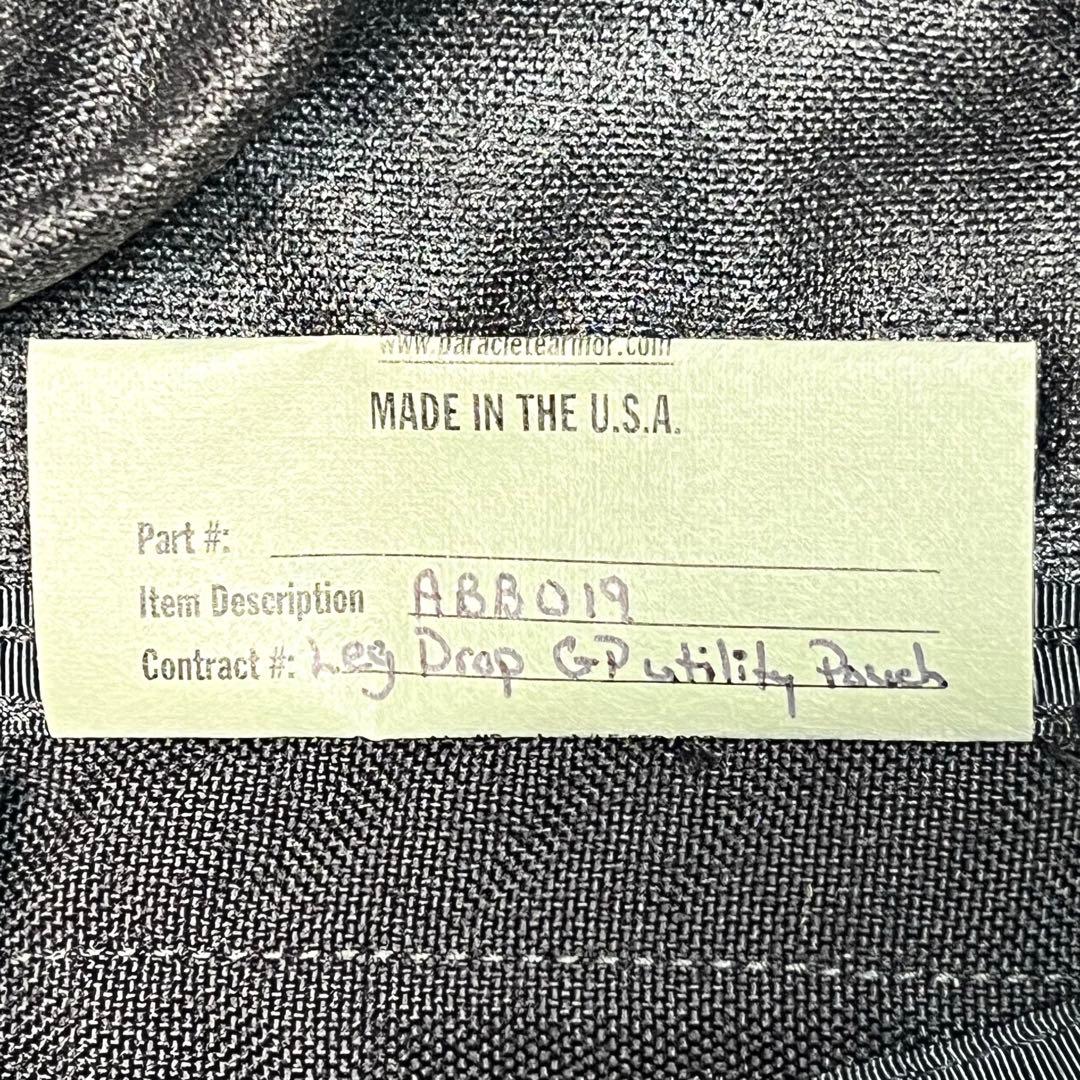 www.paracletearmor.com
MADE IN THE U.S.A.
Part #:
Item Description ABB019
Contract #: Leg Drop GP utility Pouch